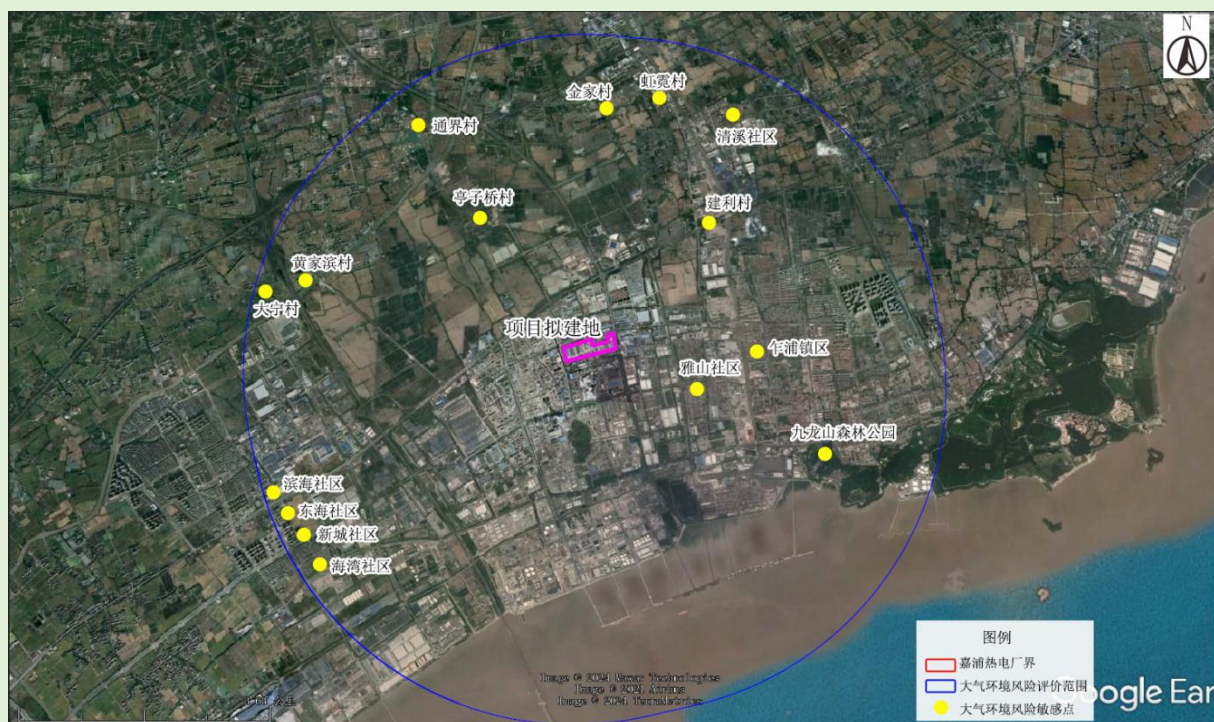 N
金家村
虹霓村
通界村
清溪社区
亭子桥村
建利村
黄家滨村
大宁村
项目拟建地
乍浦镇区
雅山社区
九龙山森林公园
滨海社区
东海社区
新城社区
海湾社区
图例
嘉浦热电厂界
大气环境风险评价范围
大气环境风险敏感点
Image © 2024 Maxar Technologies
Image © 2024 Airbus
Image © 2024 TerraMetrics
Google Ear